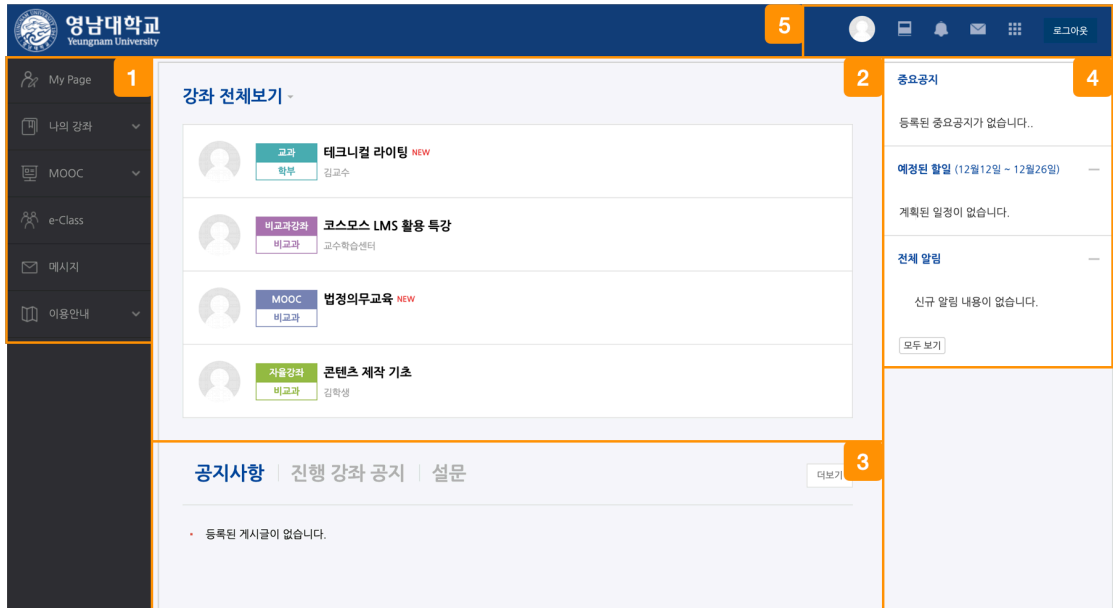 영남대학교
Yeungnam University
5
로그아웃
1
My Page
나의 강좌
MOOC
e-Class
메시지
이용안내
2
강좌 전체보기
교과
학부
테크니컬 라이팅 NEW
김교수
비교과강좌
비교과
코스모스 LMS 활용 특강
교수학습센터
MOOC
비교과
법정의무교육 NEW
자율강좌
비교과
콘텐츠 제작 기초
김학생
3
공지사항 진행 강좌 공지 설문
더보기
등록된 게시글이 없습니다.
4
중요공지
등록된 중요공지가 없습니다..
예정된 할일 (12월12일 ~ 12월26일)
계획된 일정이 없습니다.
전체 알림
신규 알림 내용이 없습니다.
모두 보기